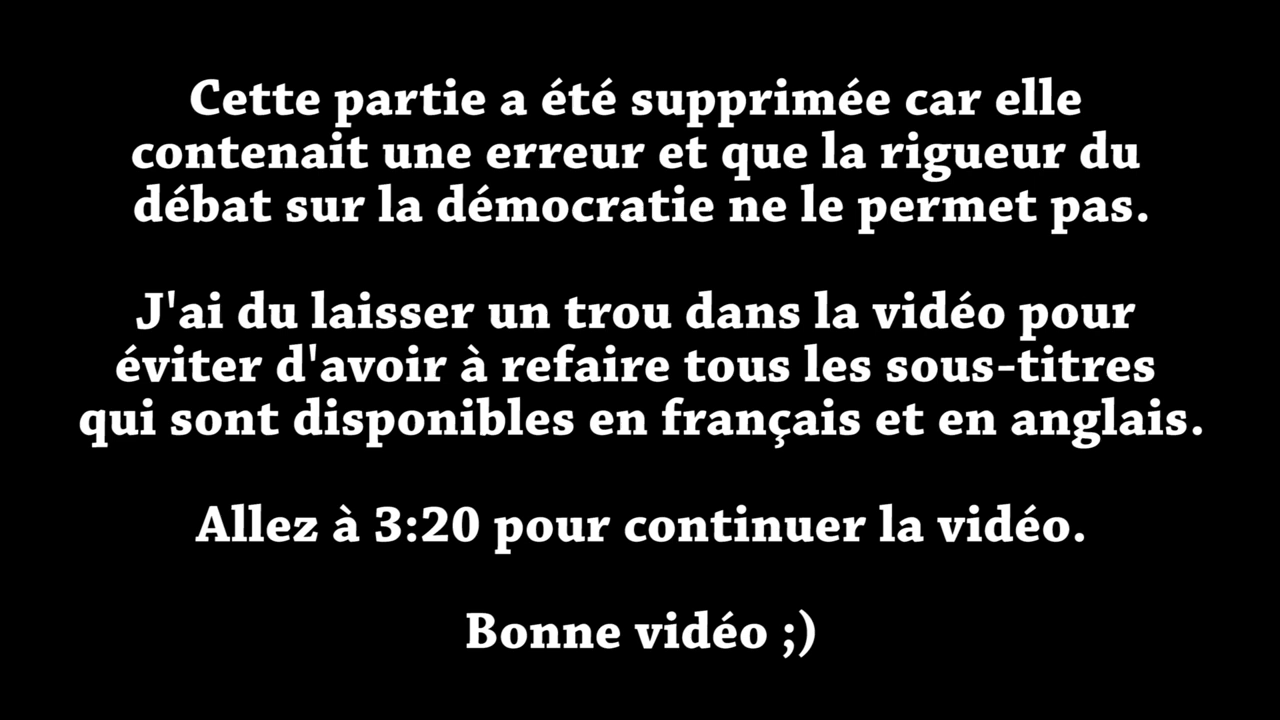 Cette partie a été supprimée car elle
contenait une erreur et que la rigueur du
débat sur la démocratie ne le permet pas.
J'ai du laisser un trou dans la vidéo pour
éviter d'avoir à refaire tous les sous-titres
qui sont disponibles en français et en anglais.
Allez à 3:20 pour continuer la vidéo.
Bonne vidéo ;)